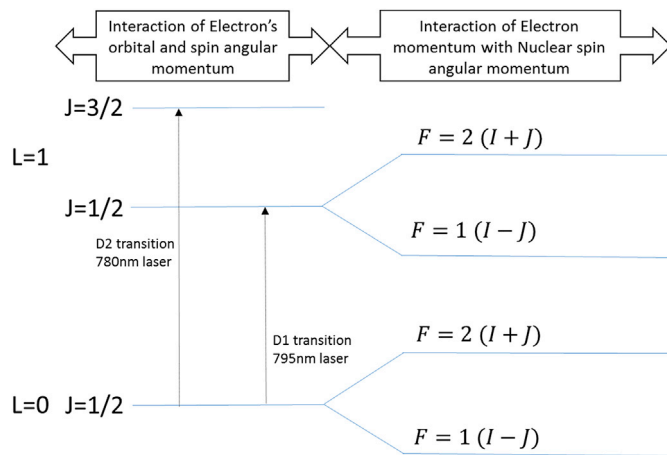 Interaction of Electron's
orbital and spin angular
momentum
Interaction of Electron
momentum with Nuclear spin
angular momentum
J=3/2
F = 2 (I + J)
L=1
J=1/2
F = 1 (I − J)
D2 transition
780nm laser
D1 transition
795nm laser
F = 2 (I + J)
L=0 J=1/2
F = 1 (I − J)